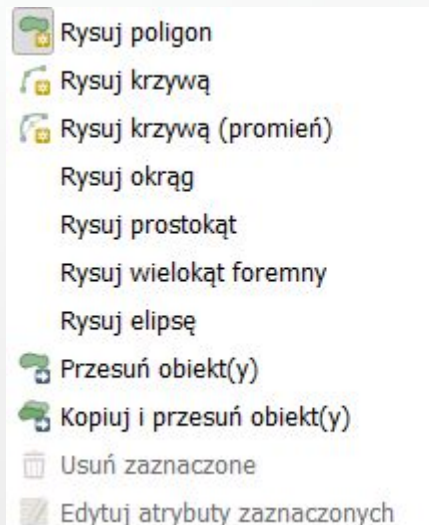 Rysuj poligon
Rysuj krzywą
Rysuj krzywą (promień)
Rysuj okrąg
Rysuj prostokąt
Rysuj wielokąt foremny
Rysuj elipsę
Przesuń obiekt(y)
Kopiuj i przesuń obiekt(y)
Usuń zaznaczone
Edytuj atrybuty zaznaczonych